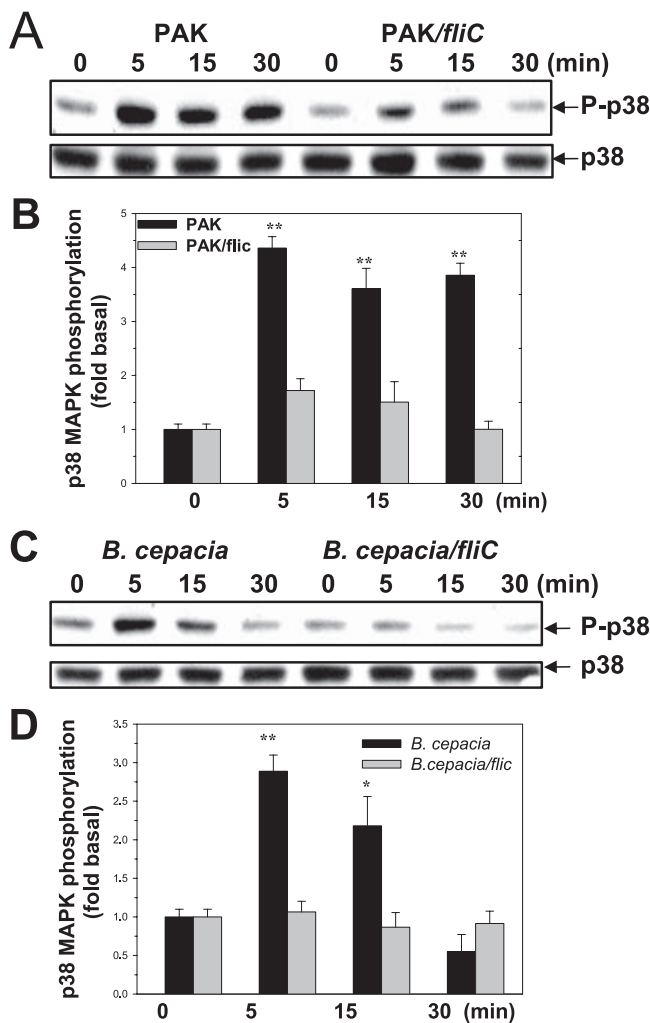 A
PAK PAK/fliC
0 5 15 30 0 5 15 30 (min)
P-p38
p38
B
5
4
3
2
1
0
p38 MAPK phosphorylation
(fold basal)
PAK
PAK/flic
** ** **
0 5 15 30 (min)
C
B. cepacia B. cepacia/fliC
0 5 15 30 0 5 15 30 (min)
P-p38
p38
D
3.5
3.0
2.5
2.0
1.5
1.0
0.5
0.0
p38 MAPK phosphorylation
(fold basal)
B. cepacia
B.cepacia/flic
** *
0 5 15 30 (min)